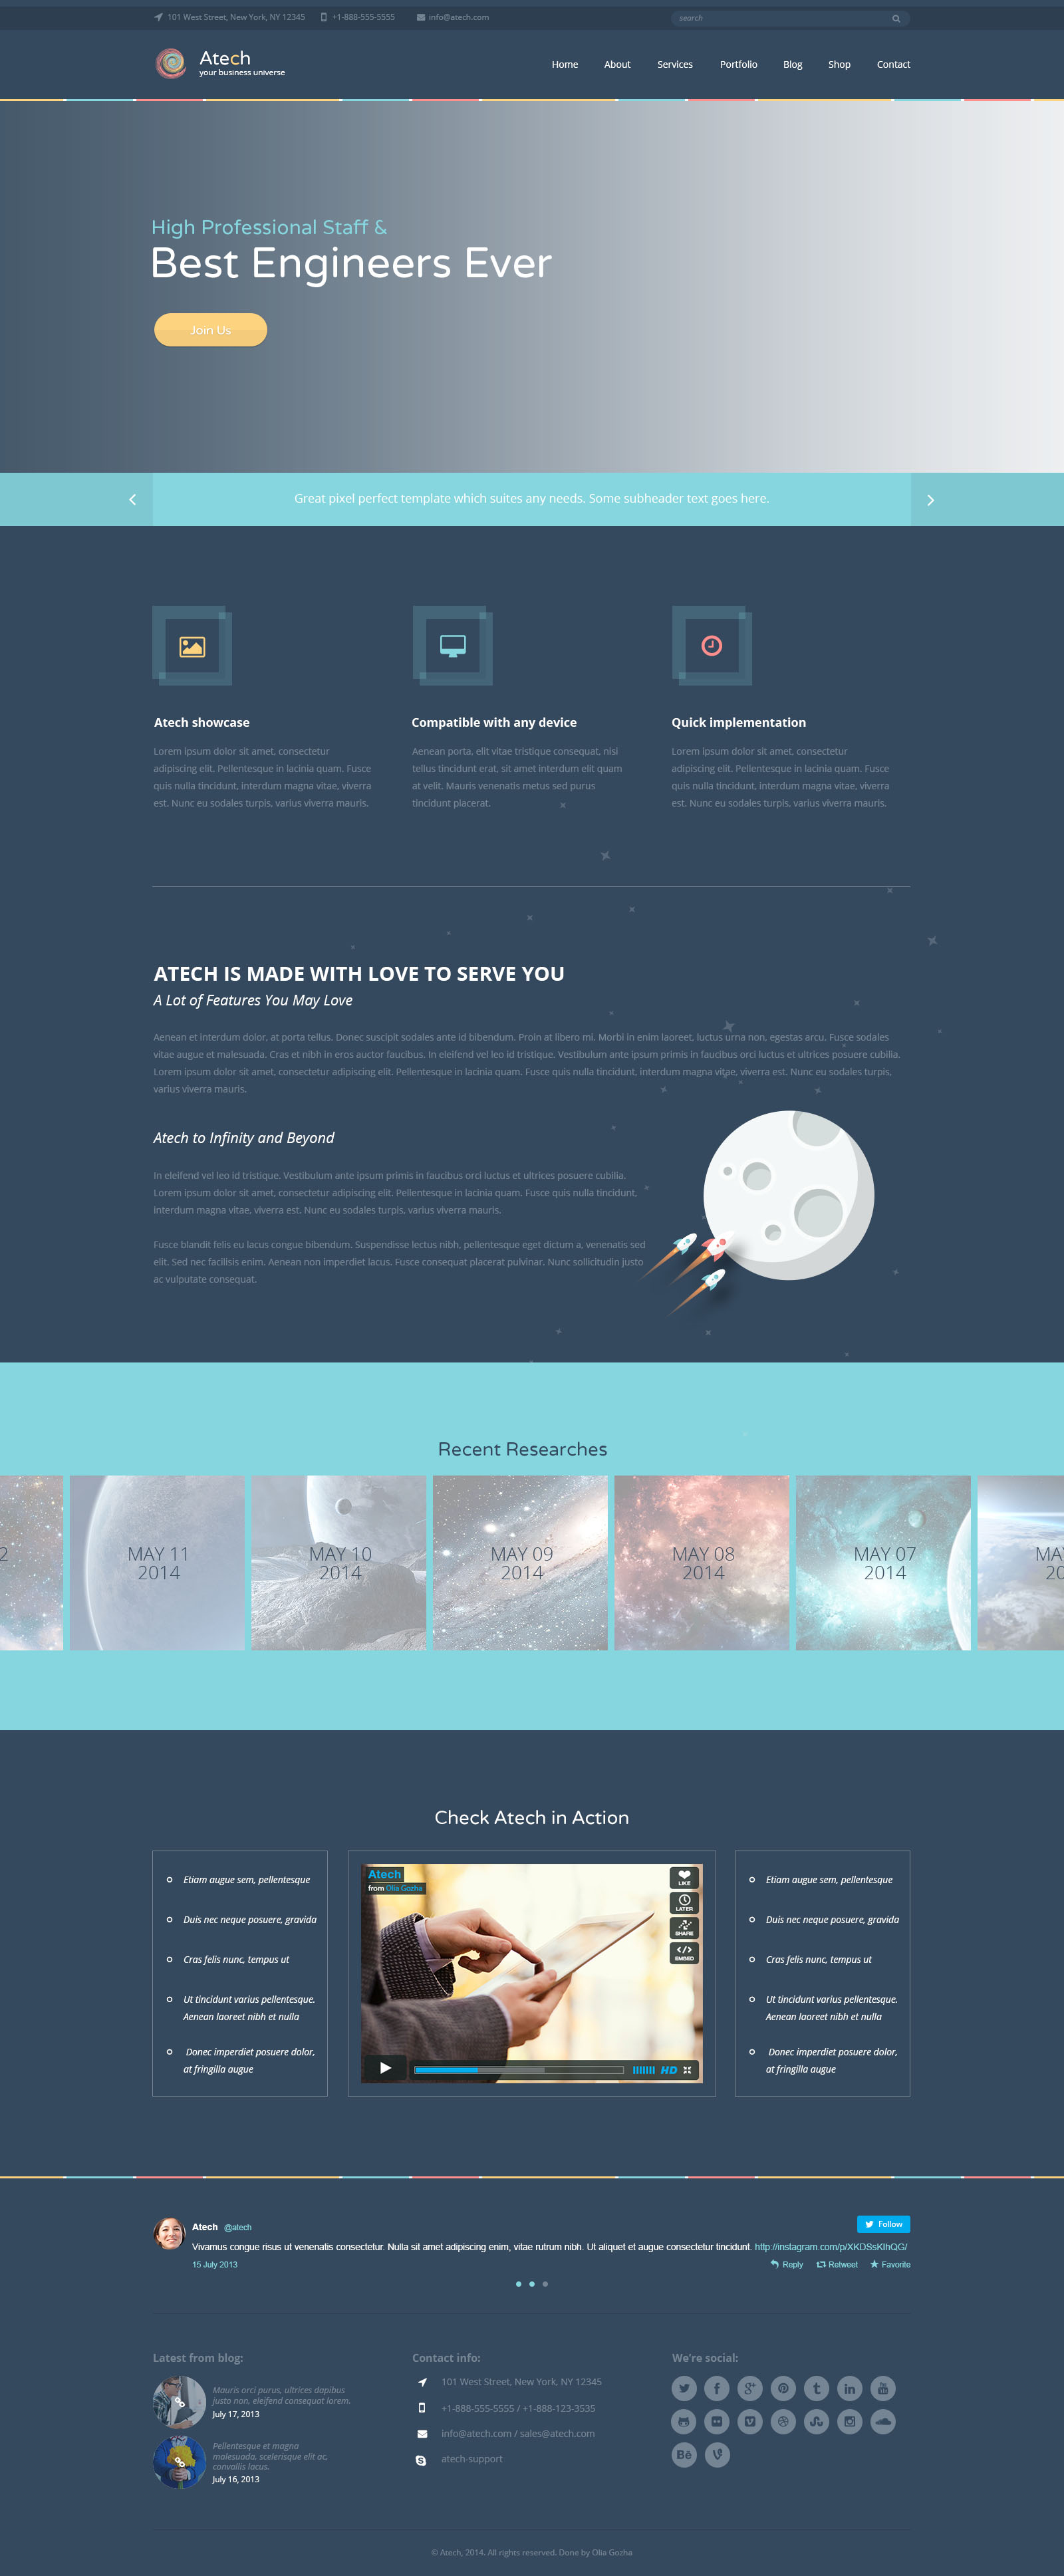 101 West Street, New York, NY 12345 +1-888-555-5555 info@atech.com search
Atech
your business universe
Home About Services Portfolio Blog Shop Contact
High Professional Staff &
Best Engineers Ever
Join Us
Great pixel perfect template which suites any needs. Some subheader text goes here.
Atech showcase
Lorem ipsum dolor sit amet, consectetur
adipiscing elit. Pellentesque in lacinia quam. Fusce
quis nulla tincidunt, interdum magna vitae, viverra
est. Nunc eu sodales turpis, varius viverra mauris.
Compatible with any device
Aenean porta, elit vitae tristique consequat, nisi
tellus tincidunt erat, sit amet interdum elit quam
at velit. Mauris venenatis metus sed purus
tincidunt placerat.
Quick implementation
Lorem ipsum dolor sit amet, consectetur
adipiscing elit. Pellentesque in lacinia quam. Fusce
quis nulla tincidunt, interdum magna vitae, viverra
est. Nunc eu sodales turpis, varius viverra mauris.
ATECH IS MADE WITH LOVE TO SERVE YOU
A Lot of Features You May Love
Aenean et interdum dolor, at porta tellus. Donec suscipit sodales ante id bibendum. Proin at libero mi. Morbi in enim laoreet, luctus urna non, egestas arcu. Fusce sodales
vitae augue et malesuada. Cras et nibh in eros auctor faucibus. In eleifend vel leo id tristique. Vestibulum ante ipsum primis in faucibus orci luctus et ultrices posuere cubilia.
Lorem ipsum dolor sit amet, consectetur adipiscing elit. Pellentesque in lacinia quam. Fusce quis nulla tincidunt, interdum magna vitae, viverra est. Nunc eu sodales turpis,
varius viverra mauris.
Atech to Infinity and Beyond
In eleifend vel leo id tristique. Vestibulum ante ipsum primis in faucibus orci luctus et ultrices posuere cubilia.
Lorem ipsum dolor sit amet, consectetur adipiscing elit. Pellentesque in lacinia quam. Fusce quis nulla tincidunt,
interdum magna vitae, viverra est. Nunc eu sodales turpis, varius viverra mauris.
Fusce blandit felis eu lacus congue bibendum. Suspendisse lectus nibh, pellentesque eget dictum a, venenatis sed
elit. Sed nec facilisis enim. Aenean non imperdiet lacus. Fusce consequat placerat pulvinar. Nunc sollicitudin justo
ac vulputate consequat.
Recent Researches
2
MAY 11
2014
MAY 10
2014
MAY 09
2014
MAY 08
2014
MAY 07
2014
MA
20
Check Atech in Action
Etiam augue sem, pellentesque
Duis nec neque posuere, gravida
Cras felis nunc, tempus ut
Ut tincidunt varius pellentesque.
Aenean laoreet nibh et nulla
Donec imperdiet posuere dolor,
at fringilla augue
Atech
from Olia Gozha
LIKE
LATER
SHARE
EMBED
HD
Etiam augue sem, pellentesque
Duis nec neque posuere, gravida
Cras felis nunc, tempus ut
Ut tincidunt varius pellentesque.
Aenean laoreet nibh et nulla
Donec imperdiet posuere dolor,
at fringilla augue
Atech @atech
Follow
Vivamus congue risus ut venenatis consectetur. Nulla sit amet adipiscing enim, vitae rutrum nibh. Ut aliquet et augue consectetur tincidunt. http://instagram.com/p/XKDSsKlhQG/
15 July 2013
Reply Retweet Favorite
Latest from blog:
Mauris orci purus, ultrices dapibus
justo non, eleifend consequat lorem.
July 17, 2013
Pellentesque et magna
malesuada, scelerisque elit ac,
convallis lacus.
July 16, 2013
Contact info:
101 West Street, New York, NY 12345
+1-888-555-5555 / +1-888-123-3535
info@atech.com / sales@atech.com
atech-support
We're social:
© Atech, 2014. All rights reserved. Done by Olia Gozha